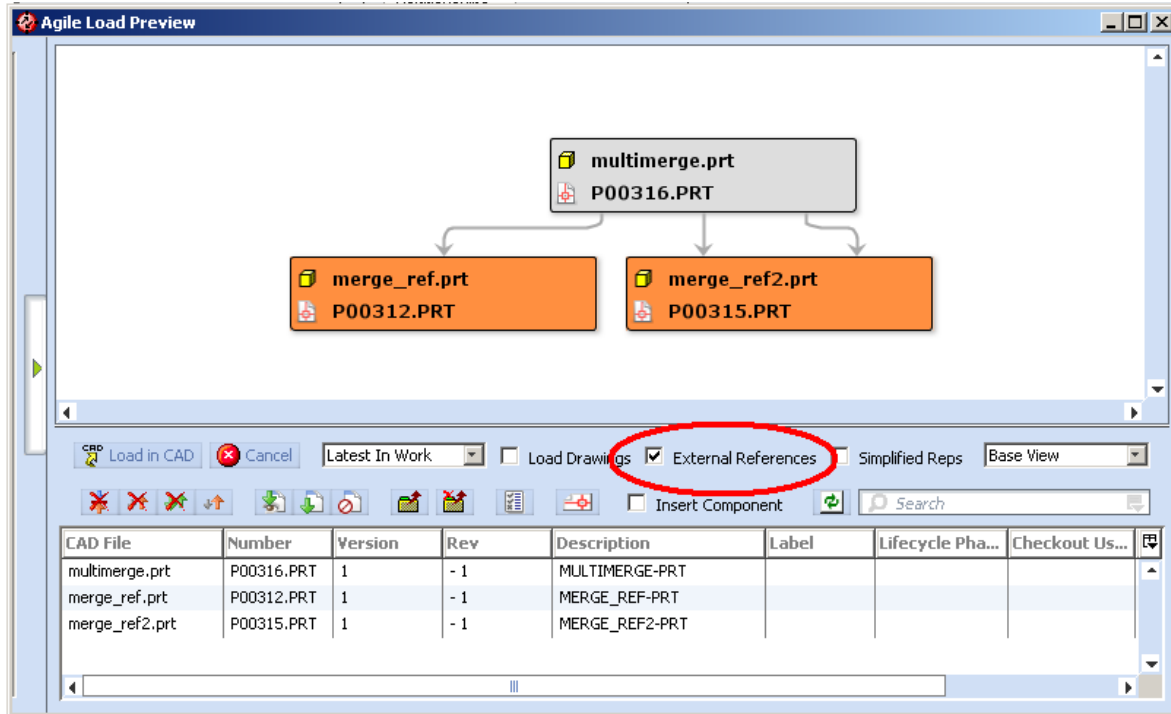 Agile Load Preview
multimerge.prt
P00316.PRT
merge_ref.prt
P00312.PRT
merge_ref2.prt
P00315.PRT
CAD Load in CAD Cancel Latest In Work Load Drawings External References Simplified Reps Base View
Insert Component Search
CAD File Number Version Rev Description Label Lifecycle Pha... Checkout Us...
multimerge.prt P00316.PRT 1 - 1 MULTIMERGE-PRT
merge_ref.prt P00312.PRT 1 - 1 MERGE_REF-PRT
merge_ref2.prt P00315.PRT 1 - 1 MERGE_REF2-PRT